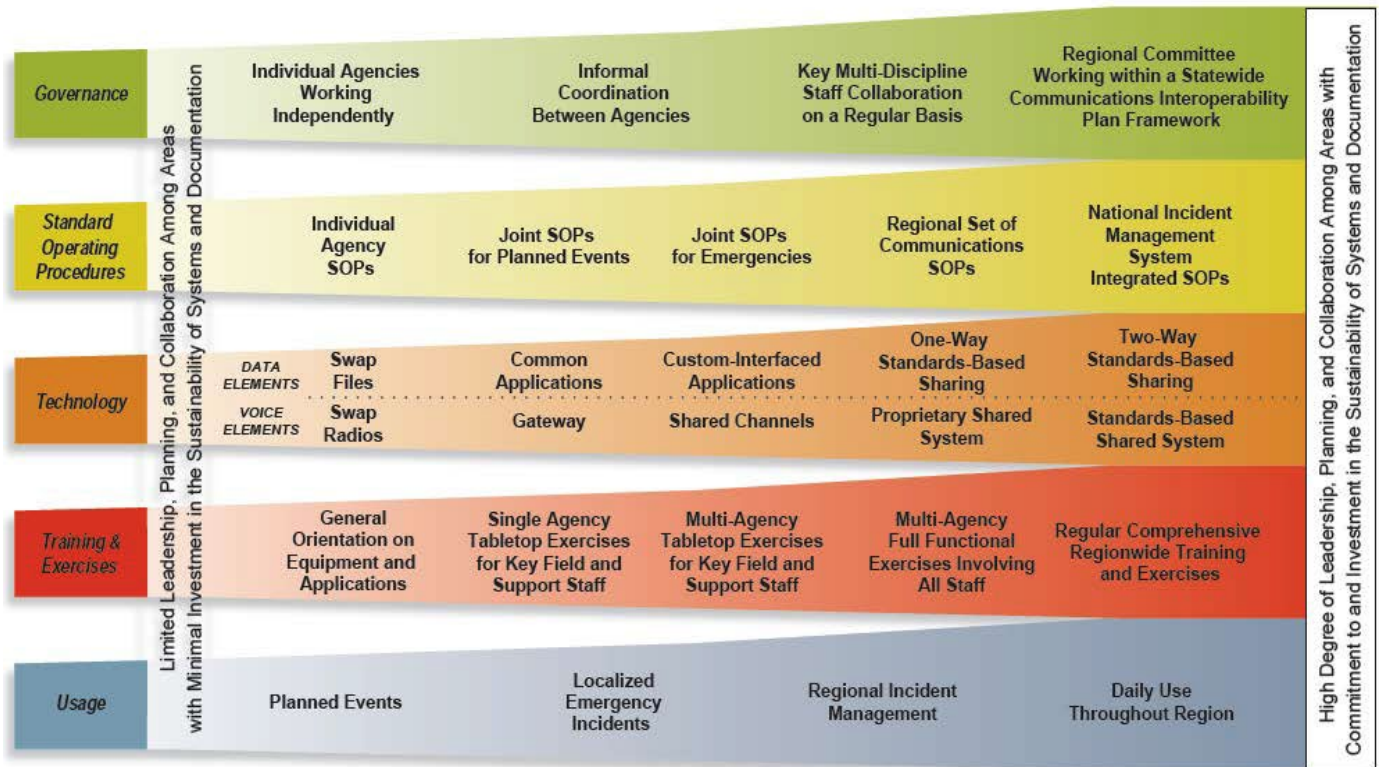 Limited Leadership, Planning, and Collaboration Among Areas
with Minimal Investment in the Sustainability of Systems and Documentation
Governance
Individual Agencies
Working
Independently
Informal
Coordination
Between Agencies
Key Multi-Discipline
Staff Collaboration
on a Regular Basis
Regional Committee
Working within a Statewide
Communications Interoperability
Plan Framework
Standard
Operating
Procedures
Individual
Agency
SOPs
Joint SOPs
for Planned Events
Joint SOPs
for Emergencies
Regional Set of
Communications
SOPs
National Incident
Management
System
Integrated SOPs
Technology
DATA
ELEMENTS
Swap
Files
Common
Applications
Custom-Interfaced
Applications
One-Way
Standards-Based
Sharing
Two-Way
Standards-Based
Sharing
VOICE
ELEMENTS
Swap
Radios
Gateway
Shared Channels
Proprietary Shared
System
Standards-Based
Shared System
Training &
Exercises
General
Orientation on
Equipment and
Applications
Single Agency
Tabletop Exercises
for Key Field and
Support Staff
Multi-Agency
Tabletop Exercises
for Key Field and
Support Staff
Multi-Agency
Full Functional
Exercises Involving
All Staff
Regular Comprehensive
Regionwide Training
and Exercises
Usage
Planned Events
Localized
Emergency
Incidents
Regional Incident
Management
Daily Use
Throughout Region
High Degree of Leadership, Planning, and Collaboration Among Areas with
Commitment to and Investment in the Sustainability of Systems and Documentation